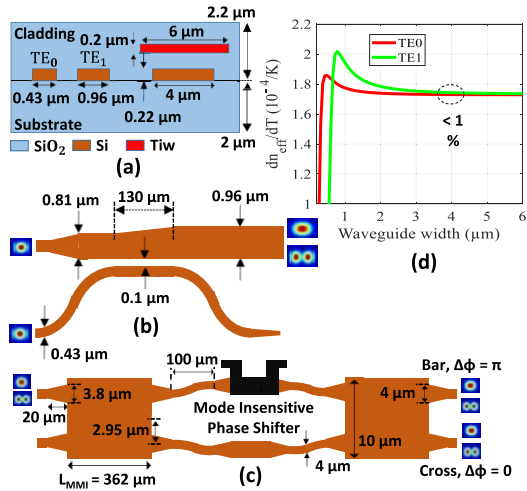 Cladding
0.2 µm
6 µm
2.2 µm
TE0
TE1
0.43 µm
0.96 µm
4 µm
0.22 µm
Substrate
2 µm
SiO2
Si
Tiw
(a)
dneff/dT (10-4/K)
2.1
2
1.9
1.8
1.7
1.6
1.5
1.4
TE0
TE1
< 1
%
1
2
3
4
5
6
Waveguide width (µm)
(d)
0.81 µm
130 µm
0.96 µm
0.1 µm
0.43 µm
(b)
100 µm
Bar, Δϕ = π
3.8 µm
4 µm
20 µm
Mode Insensitive
Phase Shifter
2.95 µm
10 µm
4 µm
LMMI = 362 µm
(c)
Cross, Δϕ = 0